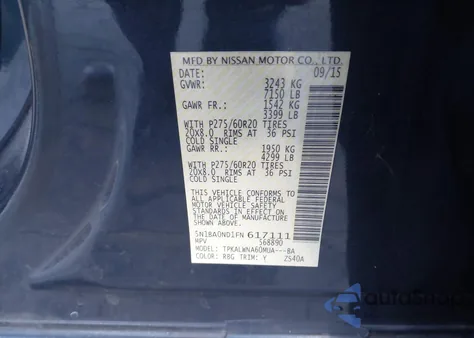 MFD BY NISSAN MOTOR CO., LTD.
DATE: 09/15
GVWR: 3243 KG
7150 LB
GAWR FR.: 1542 KG
3399 LB
WITH P275/60R20 TIRES
20X8.0 RIMS AT 36 PSI
COLD SINGLE
GAWR RR.: 1950 KG
4299 LB
WITH P275/60R20 TIRES
20X8.0 RIMS AT 36 PSI
COLD SINGLE
THIS VEHICLE CONFORMS TO
ALL APPLICABLE FEDERAL
MOTOR VEHICLE SAFETY
STANDARDS IN EFFECT ON THE
DATE OF MANUFACTURE
SHOWN ABOVE.
5N1BA0ND1FN 617111
MPV 568890
MODEL: TPKALWNA60MUA---BA
COLOR: RBG TRIM: Y ZS40A